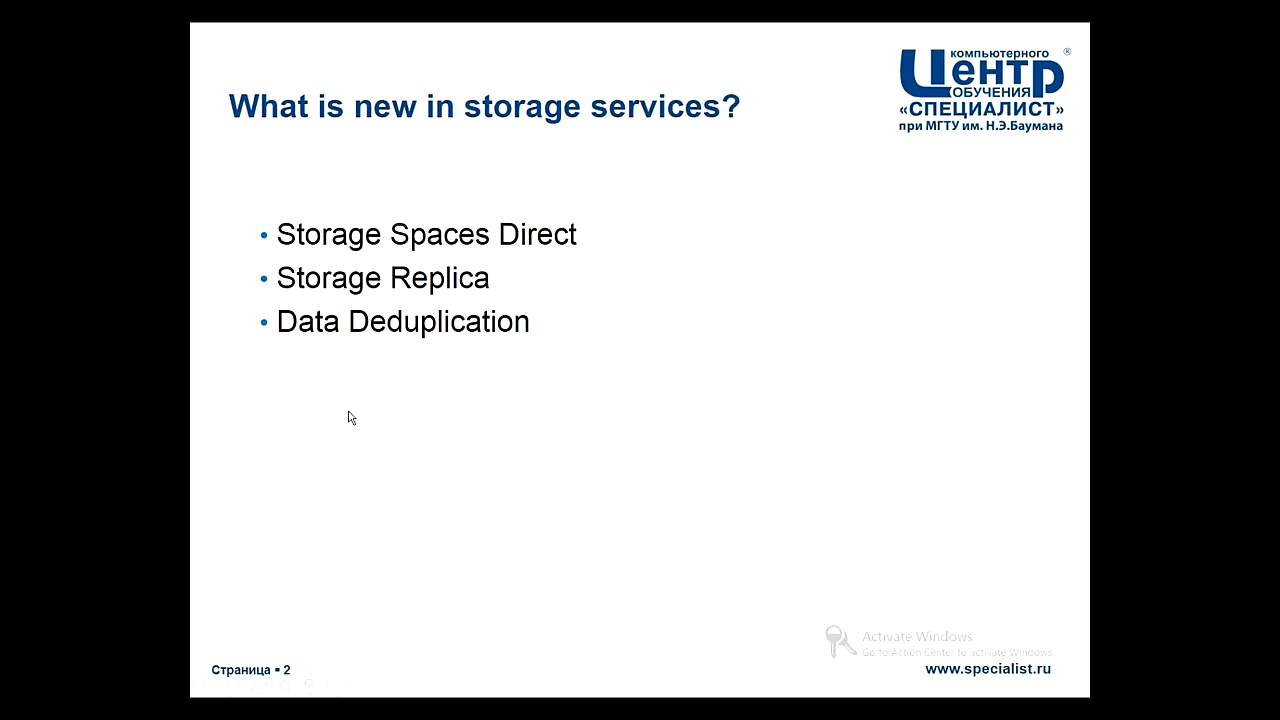 компьютерного ®
Центр
ОБУЧЕНИЯ
«СПЕЦИАЛИСТ»
при МГТУ им. Н.Э.Баумана
What is new in storage services?
• Storage Spaces Direct
• Storage Replica
• Data Deduplication
Activate Windows
Go to Action Center to activate Windows.
Страница ▪ 2
www.specialist.ru